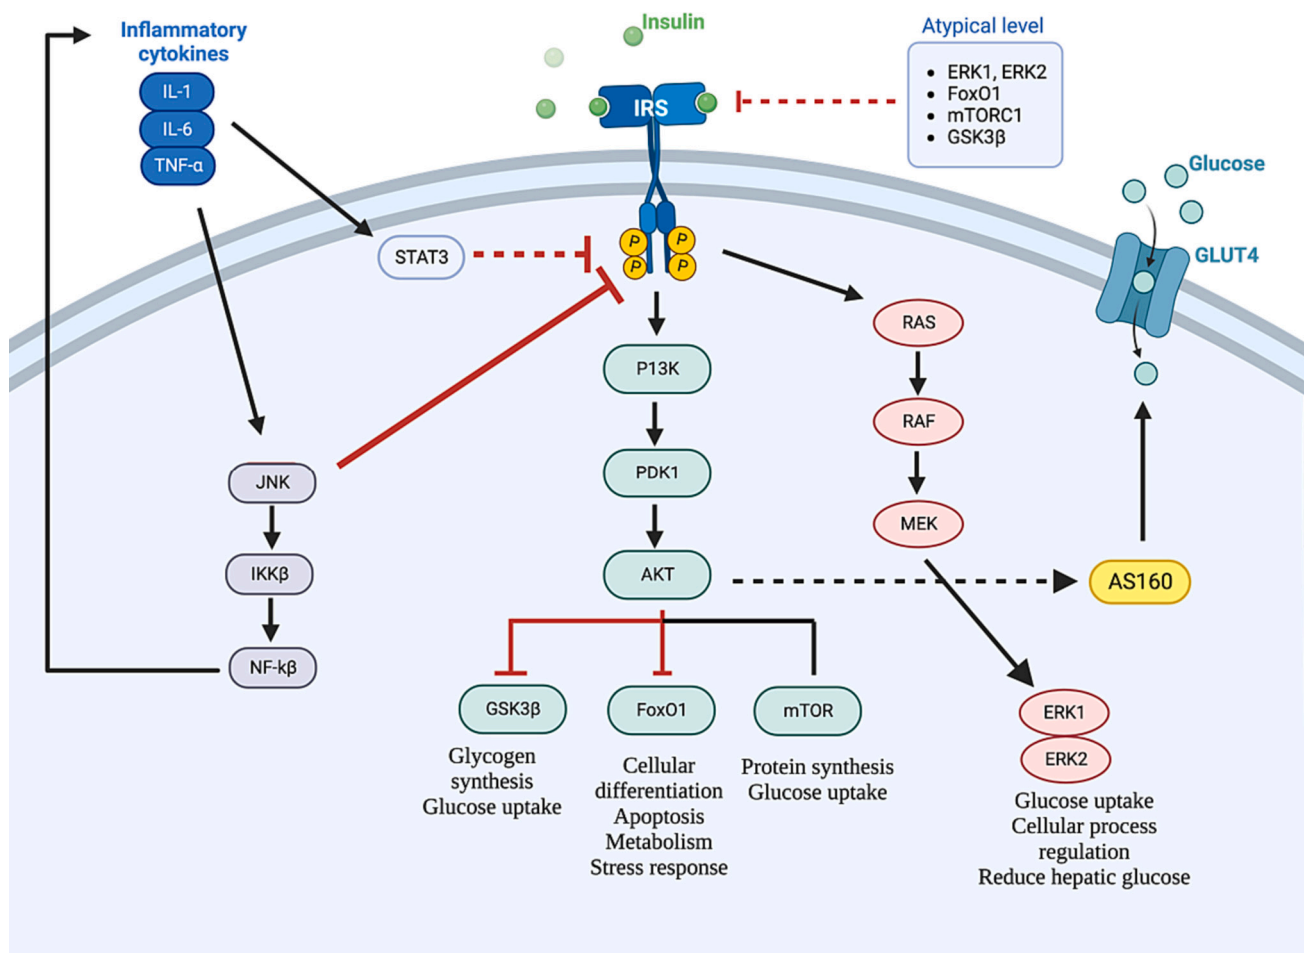 Inflammatory
cytokines
IL-1
IL-6
TNF-α
Insulin
IRS
Atypical level
• ERK1, ERK2
• FoxO1
• mTORC1
• GSK3β
Glucose
GLUT4
STAT3
P
P
P
P
RAS
P13K
RAF
PDK1
JNK
MEK
IKKβ
AKT
AS160
NF-kβ
GSK3β
FoxO1
mTOR
ERK1
ERK2
Glycogen
synthesis
Glucose uptake
Cellular
differentiation
Apoptosis
Metabolism
Stress response
Protein synthesis
Glucose uptake
Glucose uptake
Cellular process
regulation
Reduce hepatic glucose